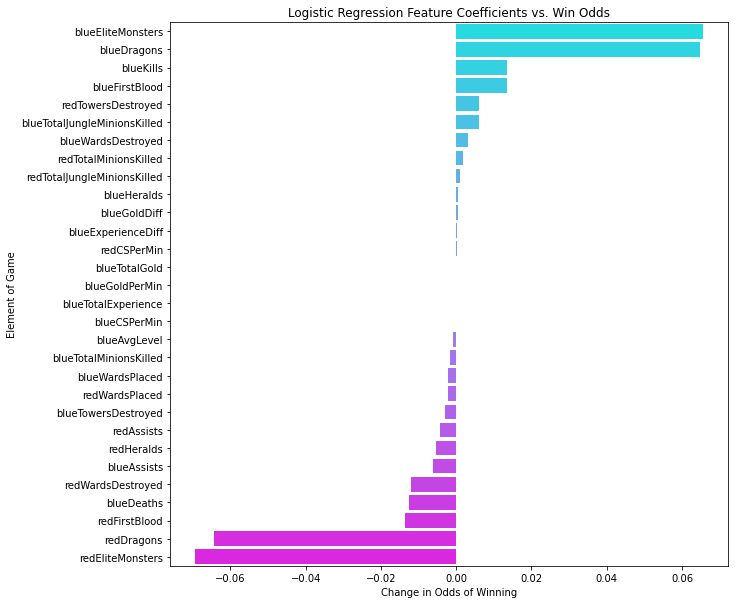 Logistic Regression Feature Coefficients vs. Win Odds
Element of Game
blueEliteMonsters
blueDragons
blueKills
blueFirstBlood
redTowersDestroyed
blueTotalJungleMinionsKilled
blueWardsDestroyed
redTotalMinionsKilled
redTotalJungleMinionsKilled
blueHeralds
blueGoldDiff
blueExperienceDiff
redCSPerMin
blueTotalGold
blueGoldPerMin
blueTotalExperience
blueCSPerMin
blueAvgLevel
blueTotalMinionsKilled
blueWardsPlaced
redWardsPlaced
blueTowersDestroyed
redAssists
redHeralds
blueAssists
redWardsDestroyed
blueDeaths
redFirstBlood
redDragons
redEliteMonsters
−0.06 −0.04 −0.02 0.00 0.02 0.04 0.06
Change in Odds of Winning